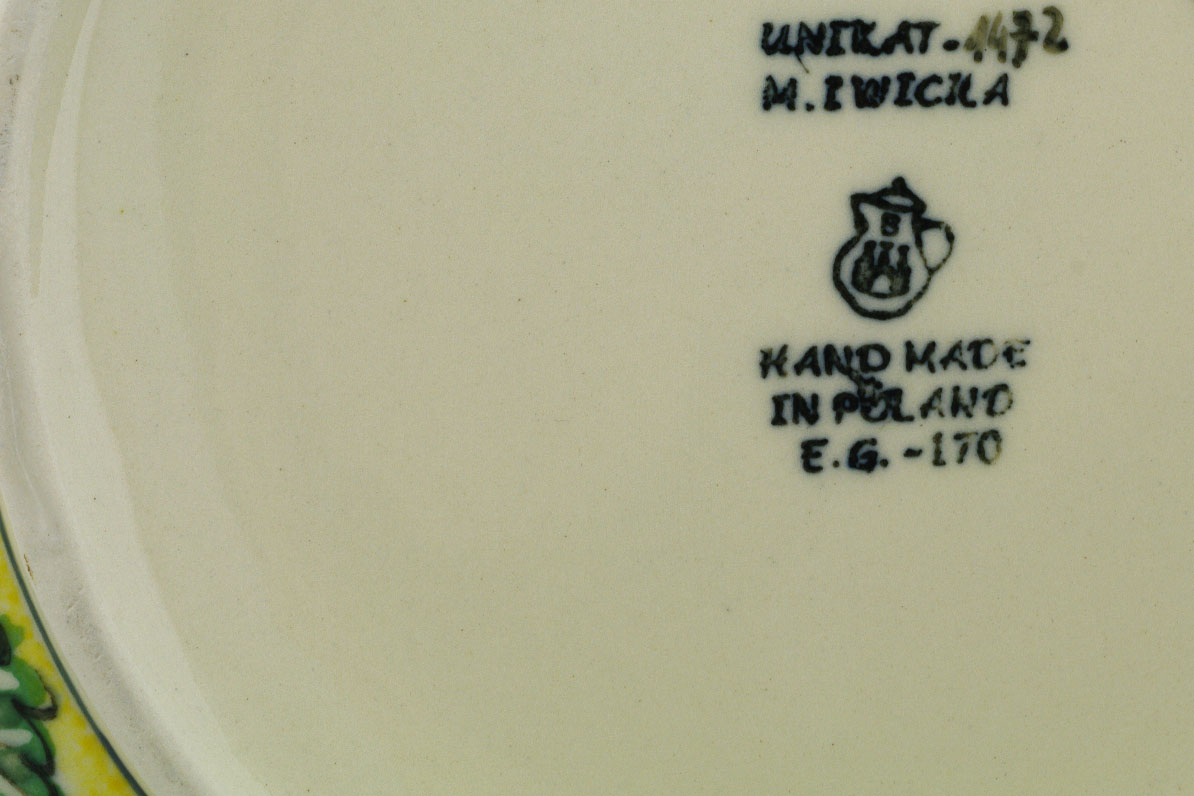 UNIKAT-1472
M. IWICKA
B
HAND MADE
IN POLAND
E.G. -170